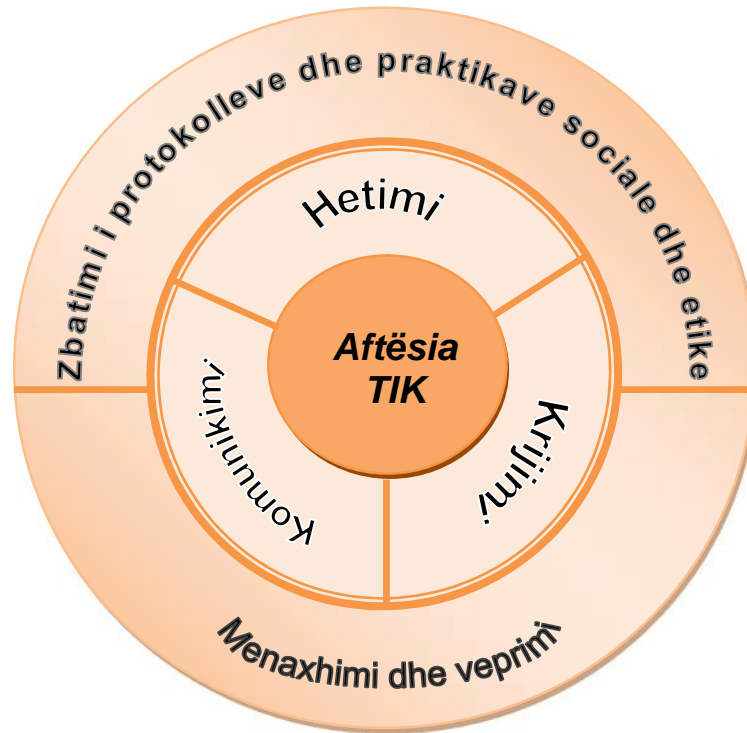 Zbatimi i protokolleve dhe praktikave sociale dhe etike
Hetimi
Aftësia
TIK
Komunikimi
Krijimi
Menaxhimi dhe veprimi